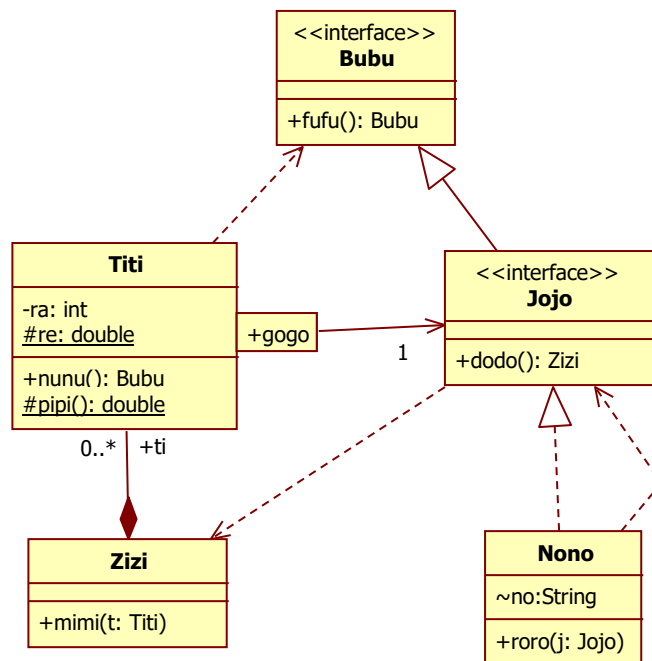 <<interface>>
Bubu
+fufu(): Bubu
Titi
-ra: int
#re: double
+nunu(): Bubu
#pipi(): double
+gogo
1
<<interface>>
Jojo
+dodo(): Zizi
0..*
+ti
Zizi
+mimi(t: Titi)
Nono
~no:String
+roro(j: Jojo)